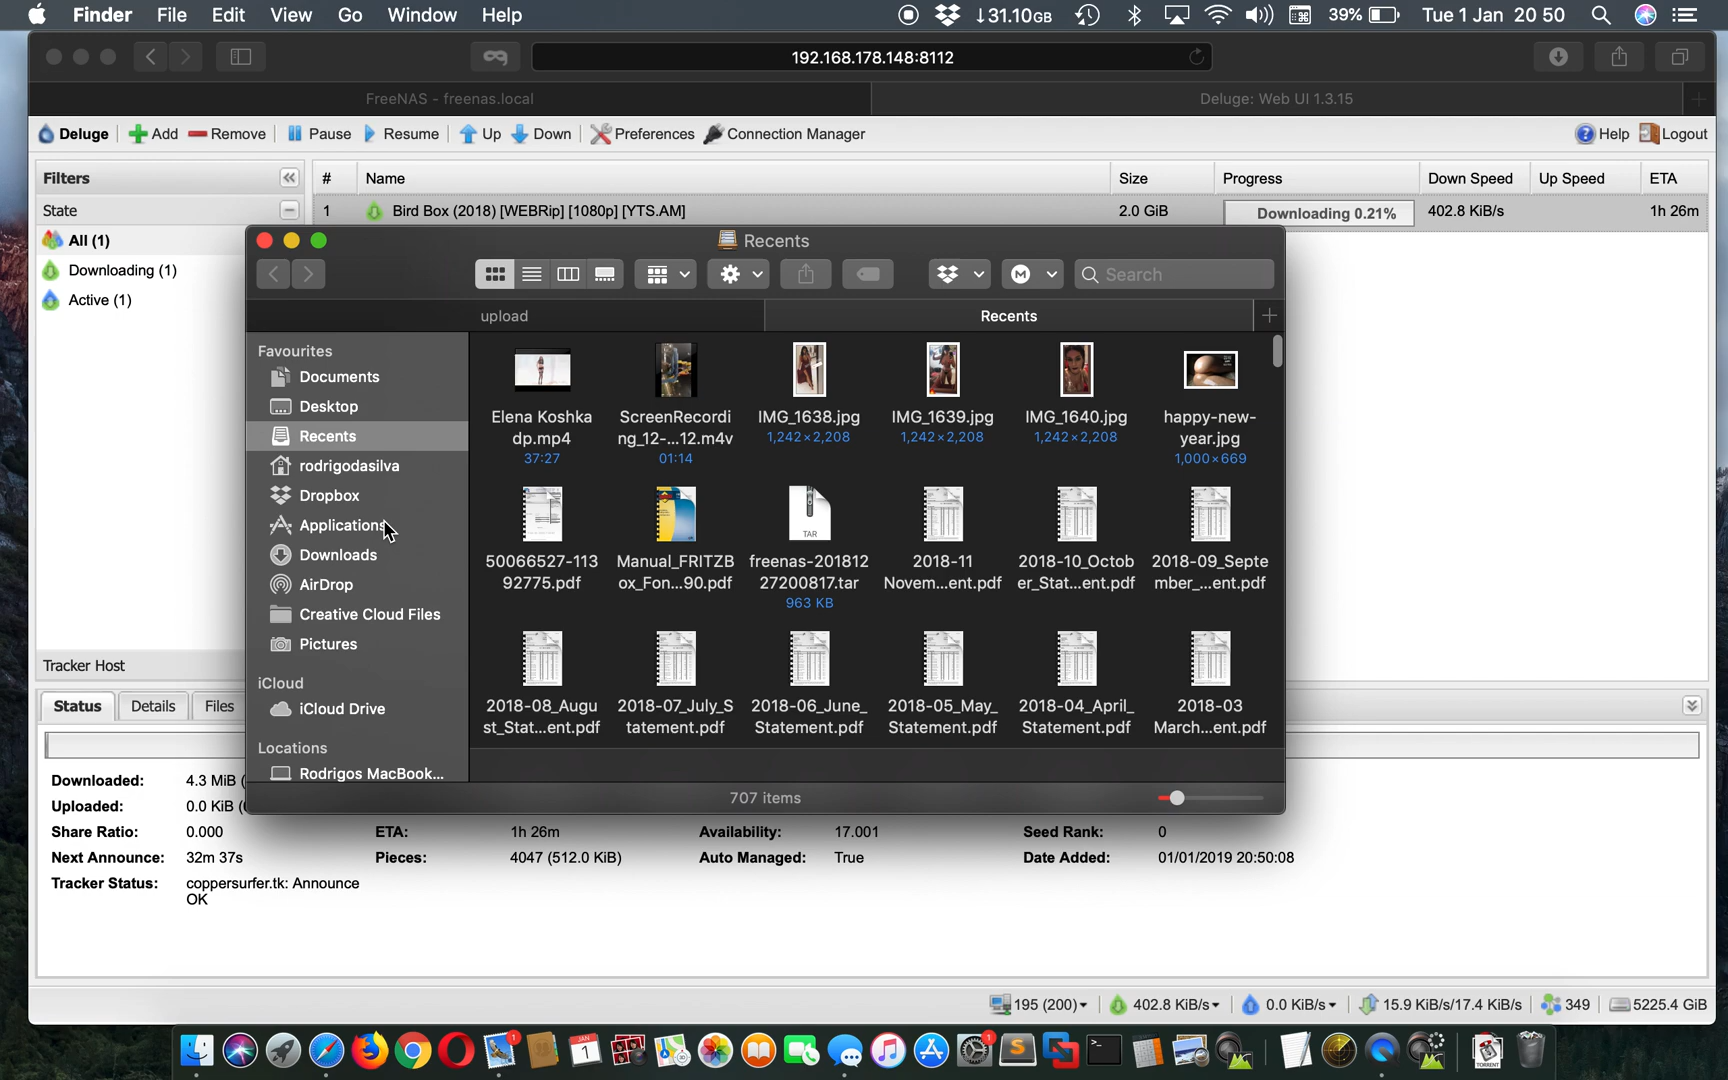 Finder File Edit View Go Window Help 31.10GB 39% Tue 1 Jan 20 50
192.168.178.148:8112
FreeNAS - freenas.local Deluge: Web UI 1.3.15
Deluge Add Remove Pause Resume Up Down Preferences Connection Manager Help Logout
Filters # Name Size Progress Down Speed Up Speed ETA
State 1 Bird Box (2018) [WEBRip] [1080p] [YTS.AM] 2.0 GiB Downloading 0.21% 402.8 KiB/s 1h 26m
All (1)
Downloading (1)
Active (1)
Tracker Host
Recents
Search
upload Recents
Favourites
Documents
Desktop
Recents
rodrigodasilva
Dropbox
Applications
Downloads
AirDrop
Creative Cloud Files
Pictures
iCloud
iCloud Drive
Locations
Rodrigos MacBook...
Elena Koshka ScreenRecordi IMG_1638.jpg IMG_1639.jpg IMG_1640.jpg happy-new-
dp.mp4 ng_12-...12.m4v 1,242×2,208 1,242×2,208 1,242×2,208 year.jpg
37:27 01:14 1,000×669
TAR
50066527-113 Manual_FRITZB freenas-201812 2018-11 2018-10_Octob 2018-09_Septe
92775.pdf ox_Fon...90.pdf 27200817.tar Novem...ent.pdf er_Stat...ent.pdf mber_...ent.pdf
963 KB
2018-08_Augu 2018-07_July_S 2018-06_June_ 2018-05_May_ 2018-04_April_ 2018-03
st_Stat...ent.pdf tatement.pdf Statement.pdf Statement.pdf Statement.pdf March...ent.pdf
707 items
Status Details Files
Downloaded: 4.3 MiB (
Uploaded: 0.0 KiB (
Share Ratio: 0.000 ETA: 1h 26m Availability: 17.001 Seed Rank: 0
Next Announce: 32m 37s Pieces: 4047 (512.0 KiB) Auto Managed: True Date Added: 01/01/2019 20:50:08
Tracker Status: coppersurfer.tk: Announce
OK
195 (200) 402.8 KiB/s 0.0 KiB/s 15.9 KiB/s/17.4 KiB/s 349 5225.4 GiB
1 JAN 1 1 TORRENT